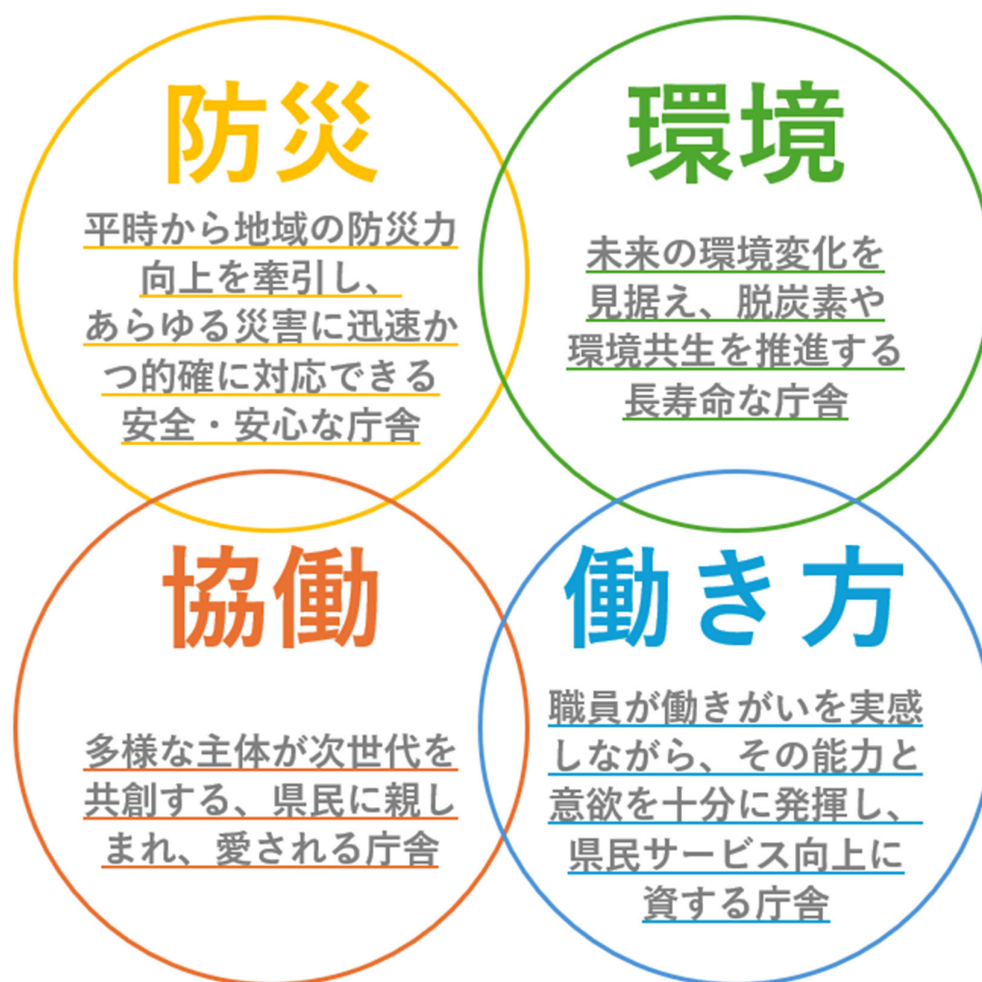 防災
平時から地域の防災力
向上を牽引し、
あらゆる災害に迅速か
つ的確に対応できる
安全・安心な庁舎
環境
未来の環境変化を
見据え、脱炭素や
環境共生を推進する
長寿命な庁舎
協働
多様な主体が次世代を
共創する、県民に親し
まれ、愛される庁舎
働き方
職員が働きがいを実感
しながら、その能力と
意欲を十分に発揮し、
県民サービス向上に
資する庁舎